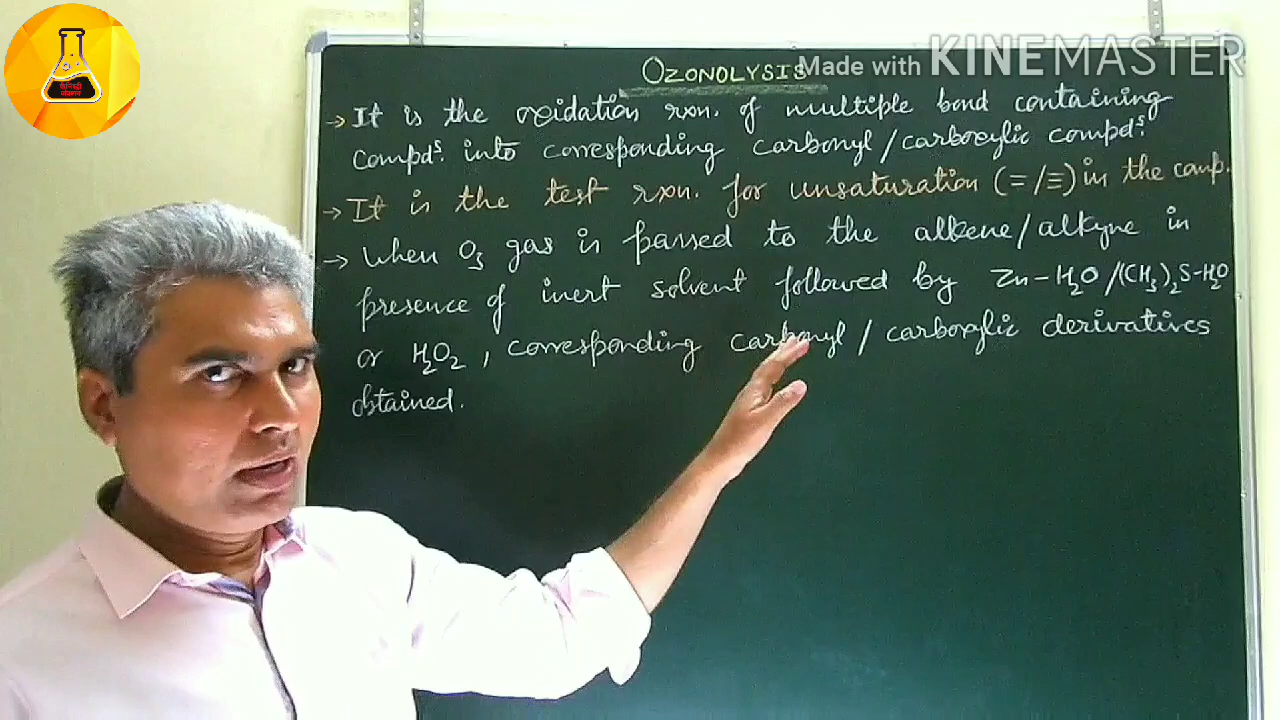 OZONOLYSIS
Made with KINEMASTER
→ It is the oxidation rxn. of multiple bond containing
compds. into corresponding carbonyl/carboxylic compds.
→ It is the test rxn. for unsaturation (=/≡) in the comp.
→ When O₃ gas is passed to the alkene/alkyne in
presence of inert solvent followed by Zn-H₂O/(CH₃)₂S-H₂O
or H₂O₂, corresponding carbonyl/carboxylic derivatives
obtained.